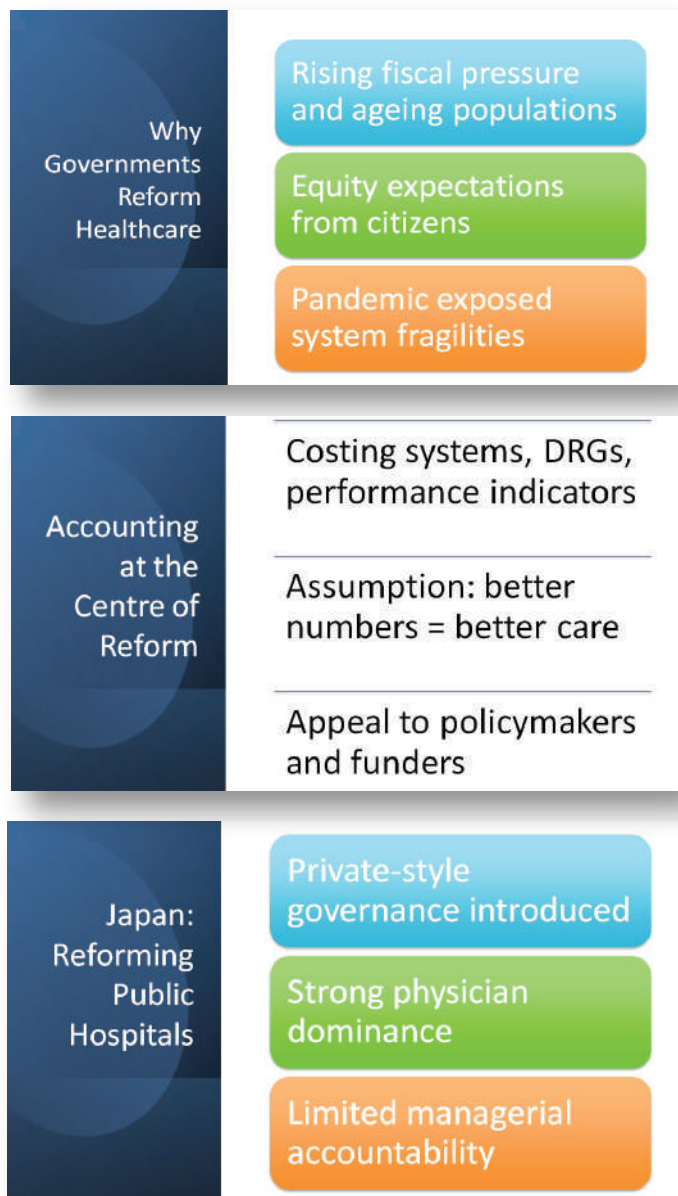 Why
Governments
Reform
Healthcare
Rising fiscal pressure
and ageing populations
Equity expectations
from citizens
Pandemic exposed
system fragilities
Accounting
at the
Centre of
Reform
Costing systems, DRGs,
performance indicators
Assumption: better
numbers = better care
Appeal to policymakers
and funders
Japan:
Reforming
Public
Hospitals
Private-style
governance introduced
Strong physician
dominance
Limited managerial
accountability